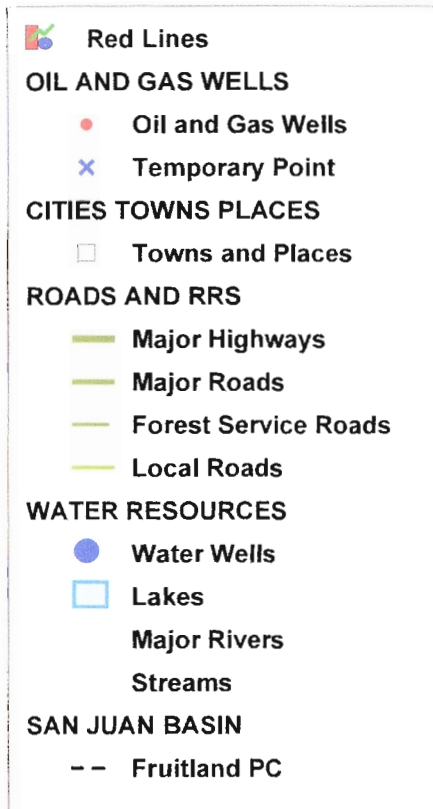 Red Lines
OIL AND GAS WELLS
Oil and Gas Wells
Temporary Point
CITIES TOWNS PLACES
Towns and Places
ROADS AND RRS
Major Highways
Major Roads
Forest Service Roads
Local Roads
WATER RESOURCES
Water Wells
Lakes
Major Rivers
Streams
SAN JUAN BASIN
Fruitland PC